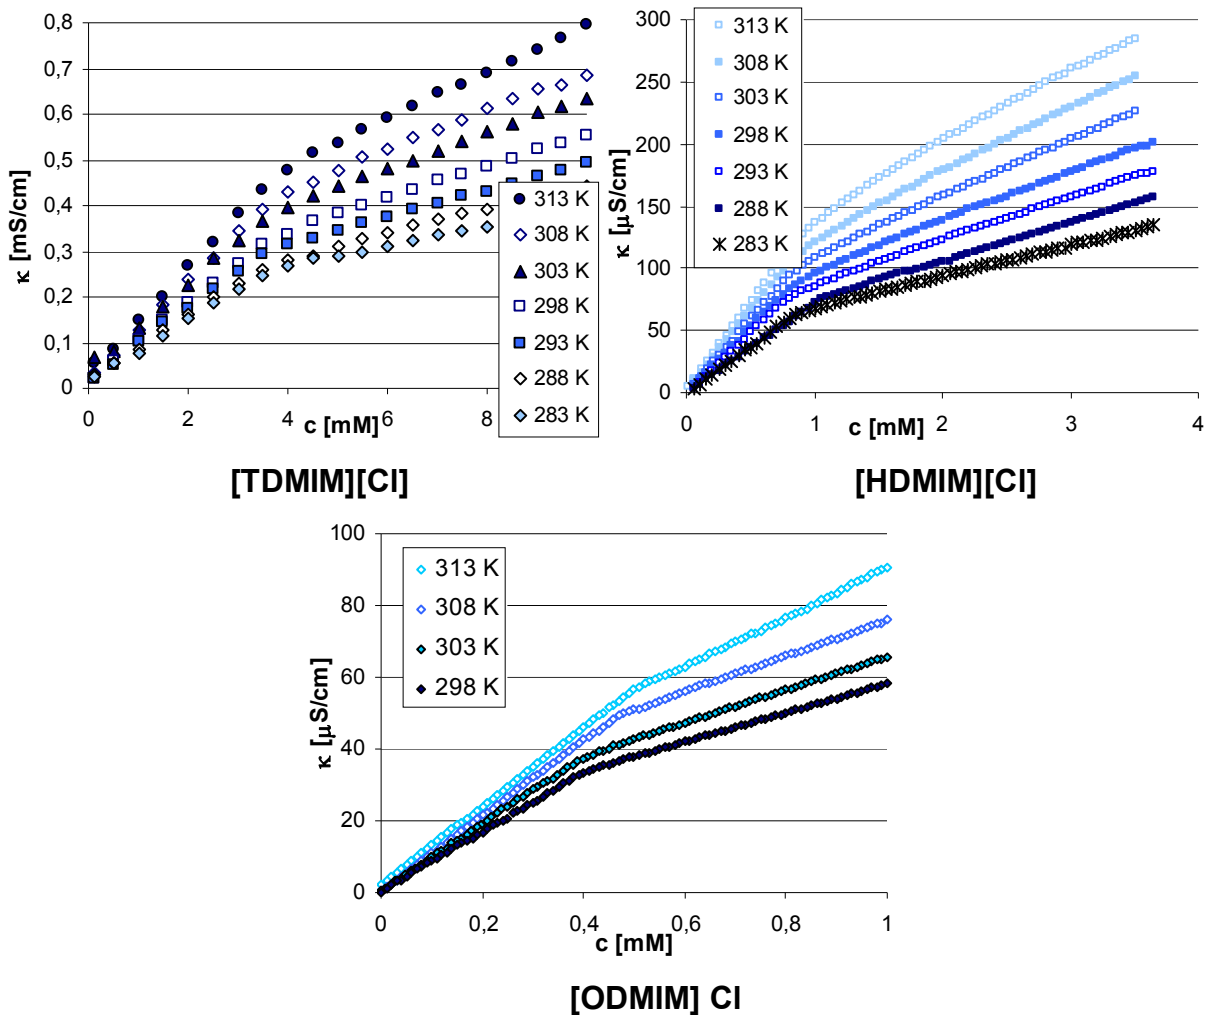 0,8
0,7
0,6
0,5
0,4
0,3
0,2
0,1
0
κ [mS/cm]
0 2 4 6 8
c [mM]
313 K
308 K
303 K
298 K
293 K
288 K
283 K
[TDMIM][Cl]
300
250
200
150
100
50
0
κ [μS/cm]
0 1 2 3 4
c [mM]
313 K
308 K
303 K
298 K
293 K
288 K
283 K
[HDMIM][Cl]
100
80
60
40
20
0
κ [μS/cm]
0 0,2 0,4 0,6 0,8 1
c [mM]
313 K
308 K
303 K
298 K
[ODMIM] Cl